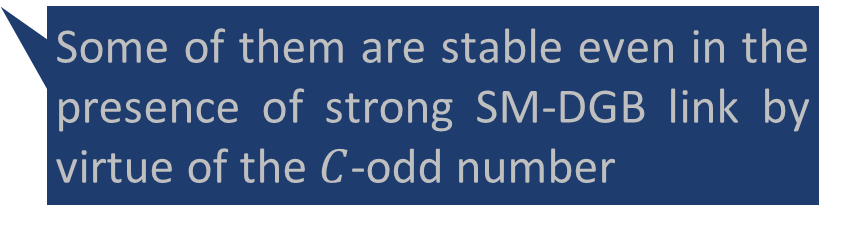 Some of them are stable even in the
presence of strong SM-DGB link by
virtue of the C-odd number